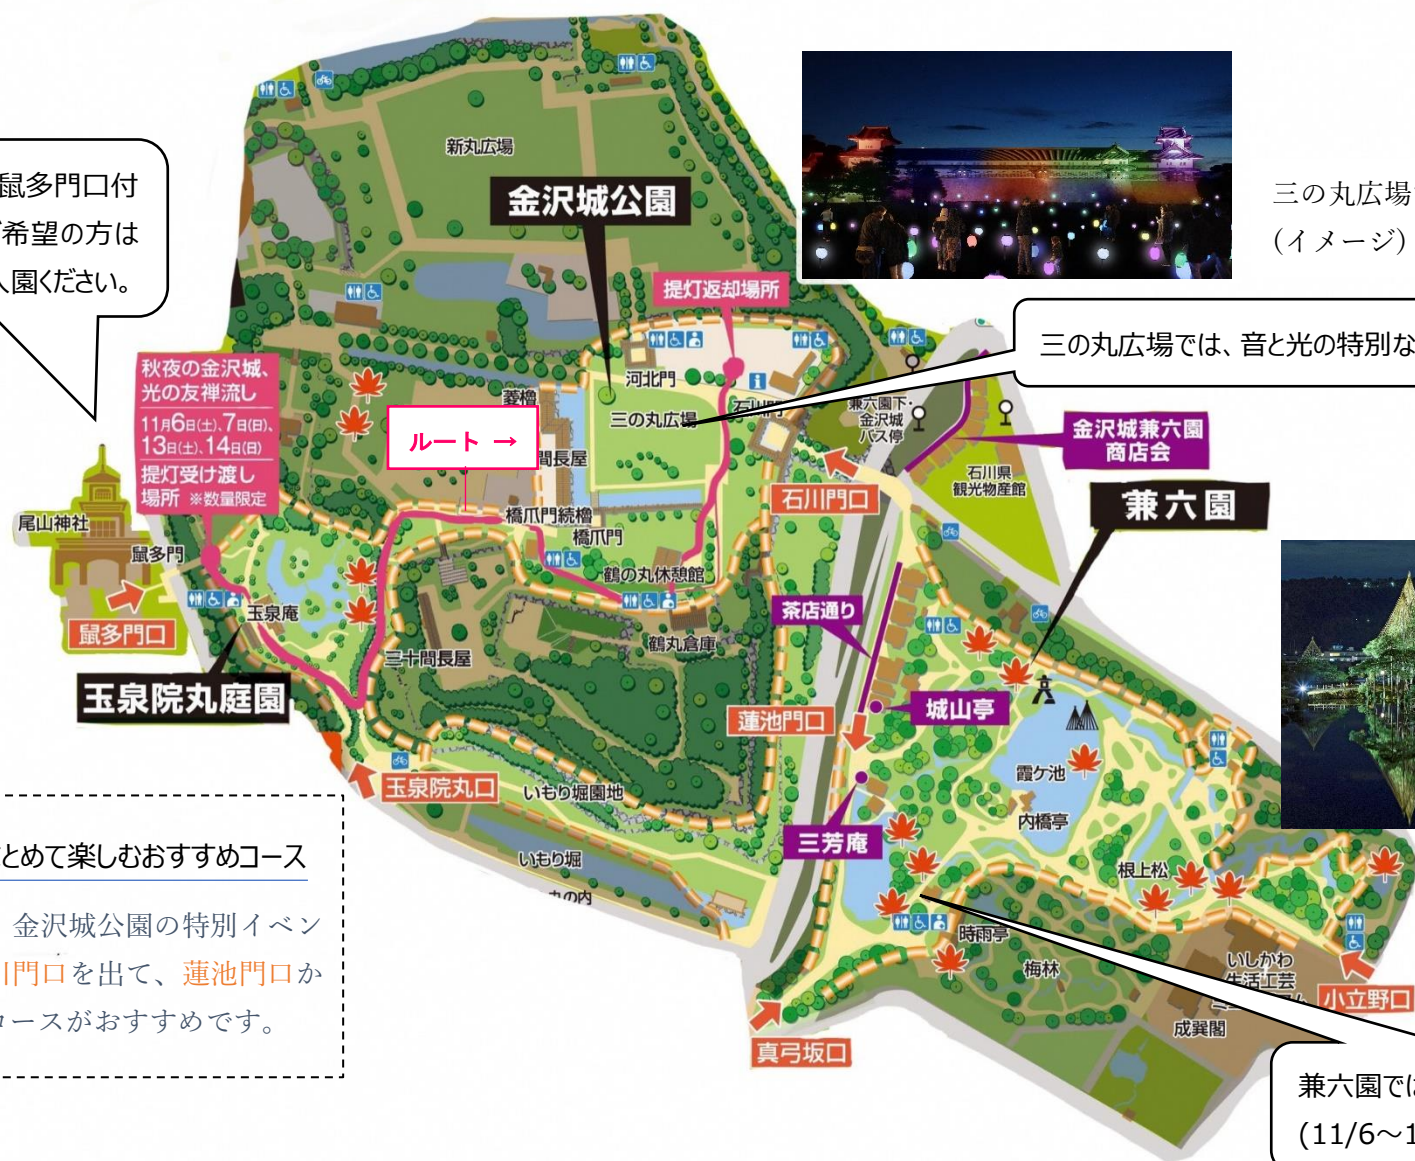 新丸広場
金沢城公園
鼠多門口付
希望の方は
入園ください。
三の丸広場
(イメージ)
提灯返却場所
三の丸広場では、音と光の特別な
秋夜の金沢城、
光の友禅流し
11月6日(土)、7日(日)、
13日(土)、14日(日)
提灯受け渡し
場所 ※数量限定
河北門
菱櫓
三の丸広場
石川門
兼六園下・
金沢城
バス停
金沢城兼六園
商店会
ルート →
間長屋
石川県
観光物産館
石川門口
兼六園
尾山神社
橋爪門続櫓
橋爪門
鼠多門
鶴の丸休憩館
玉泉庵
茶店通り
鼠多門口
鶴丸倉庫
三十間長屋
玉泉院丸庭園
城山亭
蓮池門口
霞ケ池
玉泉院丸口
いもり堀園地
内橋亭
三芳庵
とめて楽しむおすすめコース
いもり堀
根上松
丸の内
金沢城公園の特別イベン
川門口を出て、蓮池門口か
コースがおすすめです。
時雨亭
梅林
いしかわ
生活工芸
小立野口
成巽閣
真弓坂口
兼六園では
(11/6～1